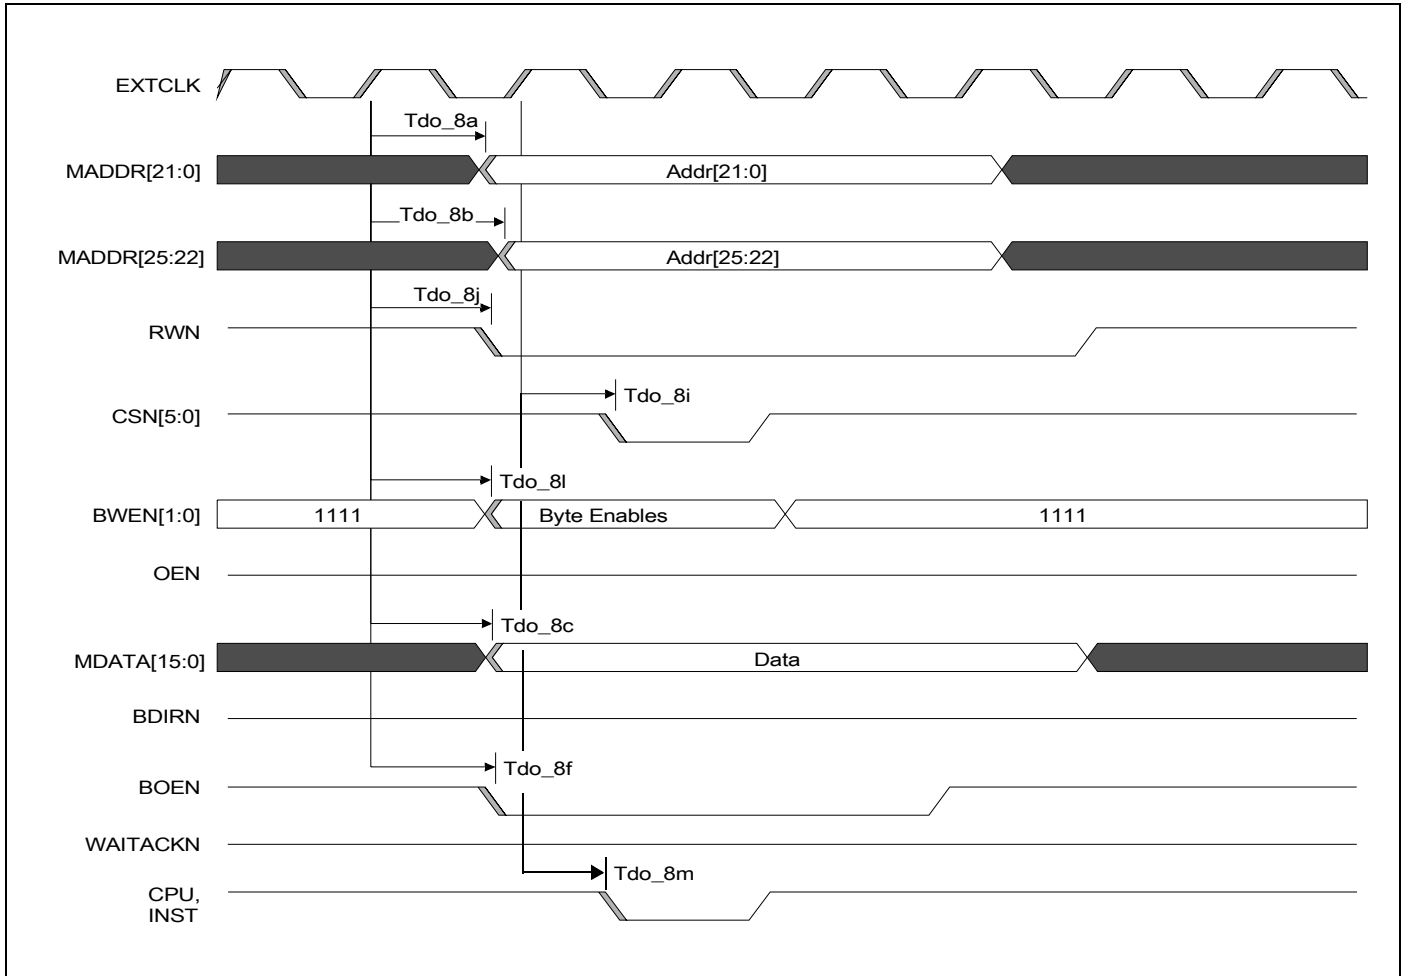 EXTCLK
Tdo_8a
MADDR[21:0]
Addr[21:0]
Tdo_8b
MADDR[25:22]
Addr[25:22]
Tdo_8j
RWN
Tdo_8i
CSN[5:0]
Tdo_8l
BWEN[1:0]
1111
Byte Enables
1111
OEN
Tdo_8c
MDATA[15:0]
Data
BDIRN
Tdo_8f
BOEN
WAITACKN
Tdo_8m
CPU,
INST